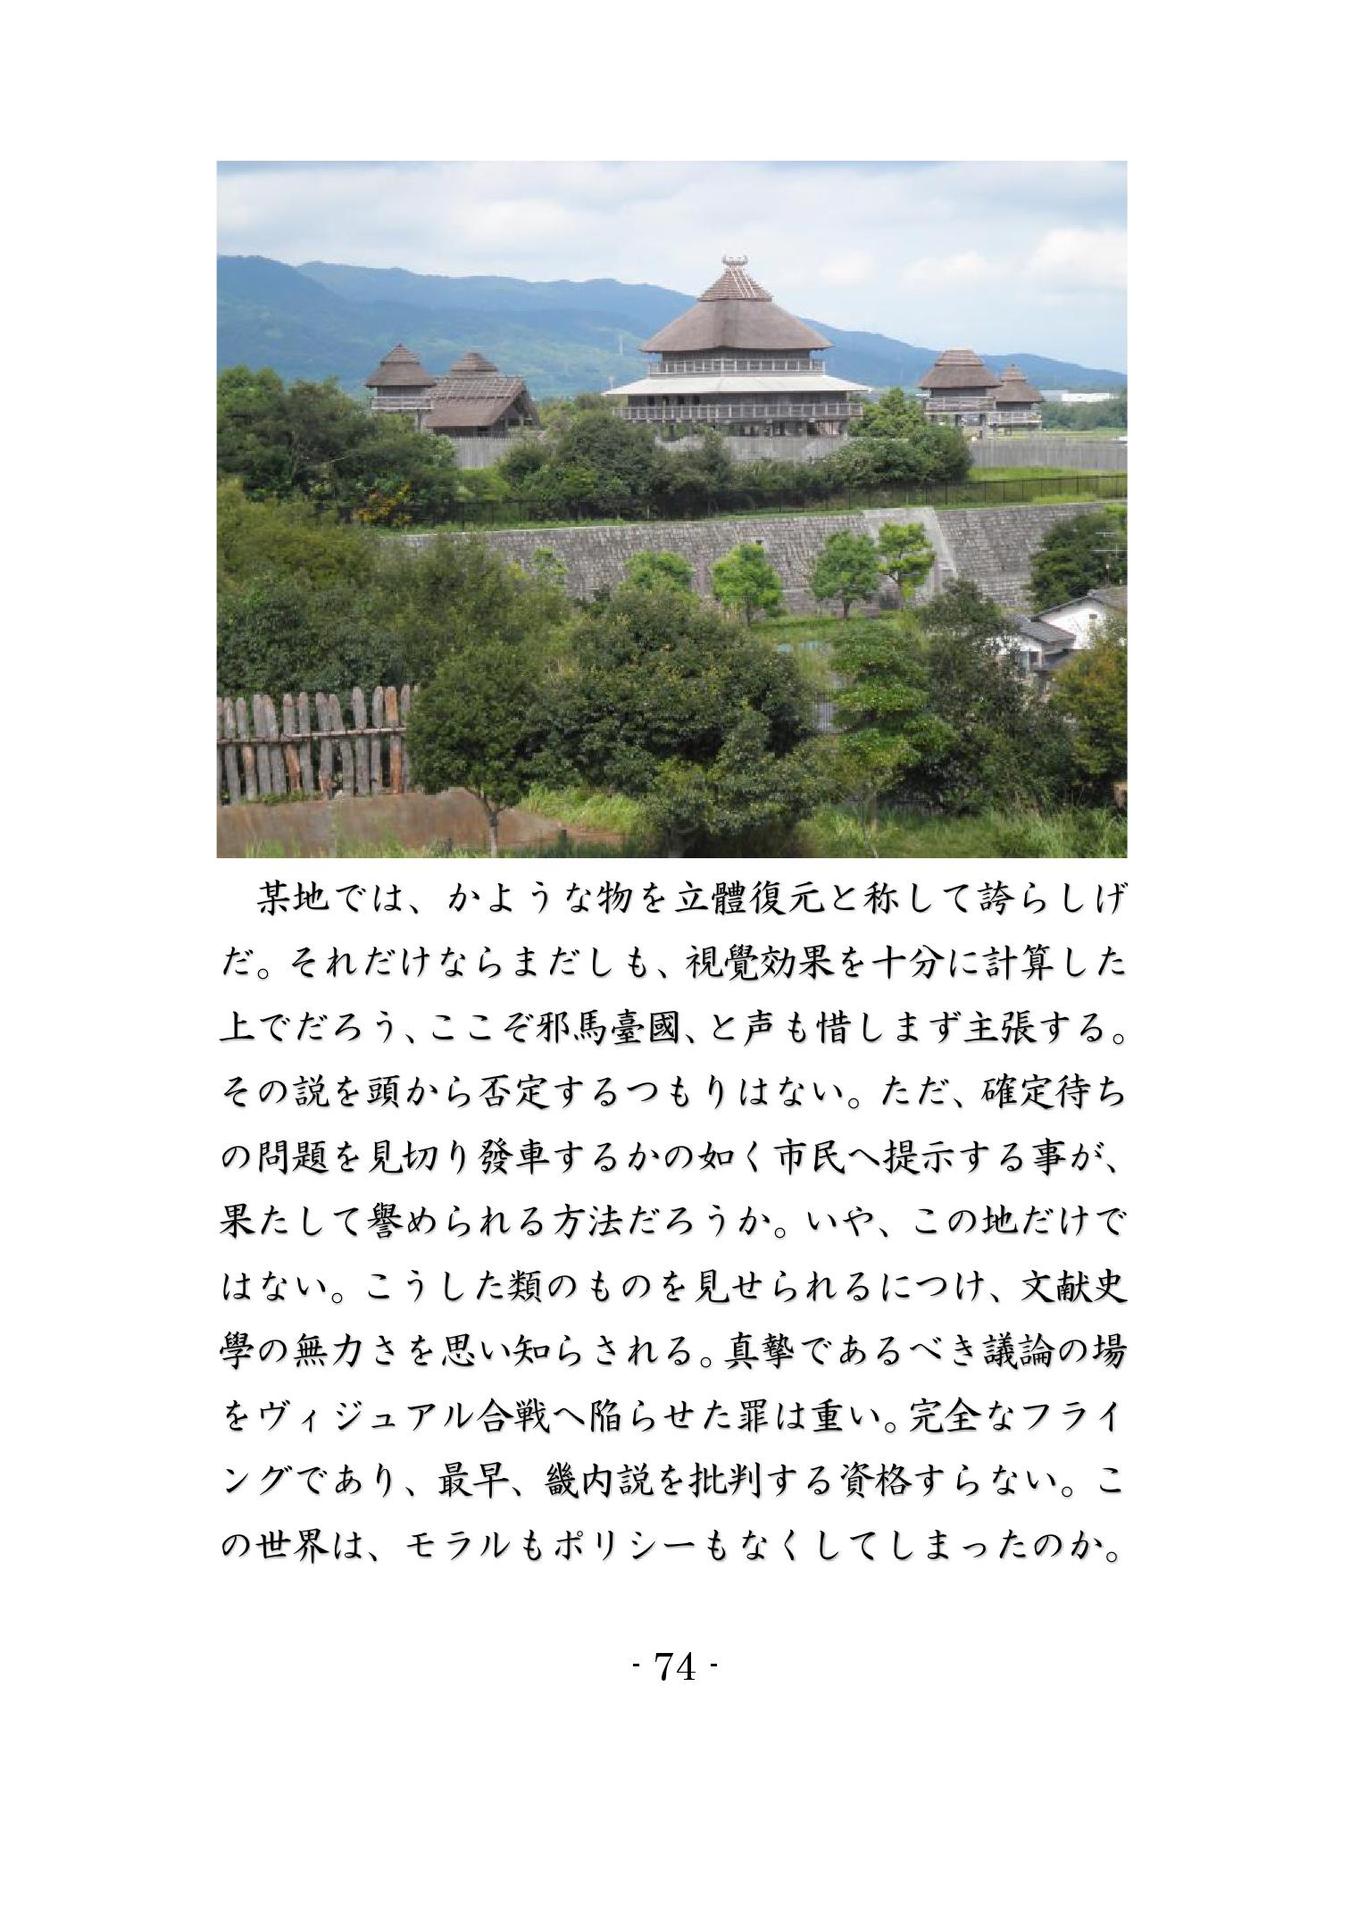 某地では、かような物を立體復元と称して誇らしげ
だ。それだけならまだしも、視覺効果を十分に計算した
上でだろう、ここぞ邪馬臺國、と声も惜しまず主張する。
その説を頭から否定するつもりはない。ただ、確定待ち
の問題を見切り發車するかの如く市民へ提示する事が、
果たして譽められる方法だろうか。いや、この地だけで
はない。こうした類のものを見せられるにつけ、文献史
學の無力さを思い知らされる。真摯であるべき議論の場
をヴィジュアル合戦へ陥らせた罪は重い。完全なフライ
ングであり、最早、畿内説を批判する資格すらない。こ
の世界は、モラルもポリシーもなくしてしまったのか。
- 74 -